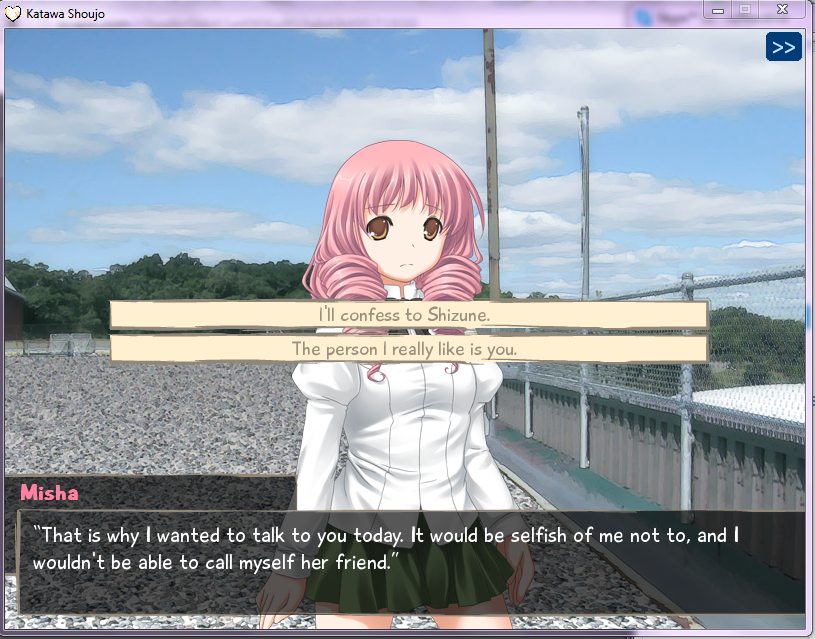 Katawa Shoujo
>>
I'll confess to Shizune.
The person I really like is you.
Misha
“That is why I wanted to talk to you today. It would be selfish of me not to, and I
wouldn't be able to call myself her friend.”